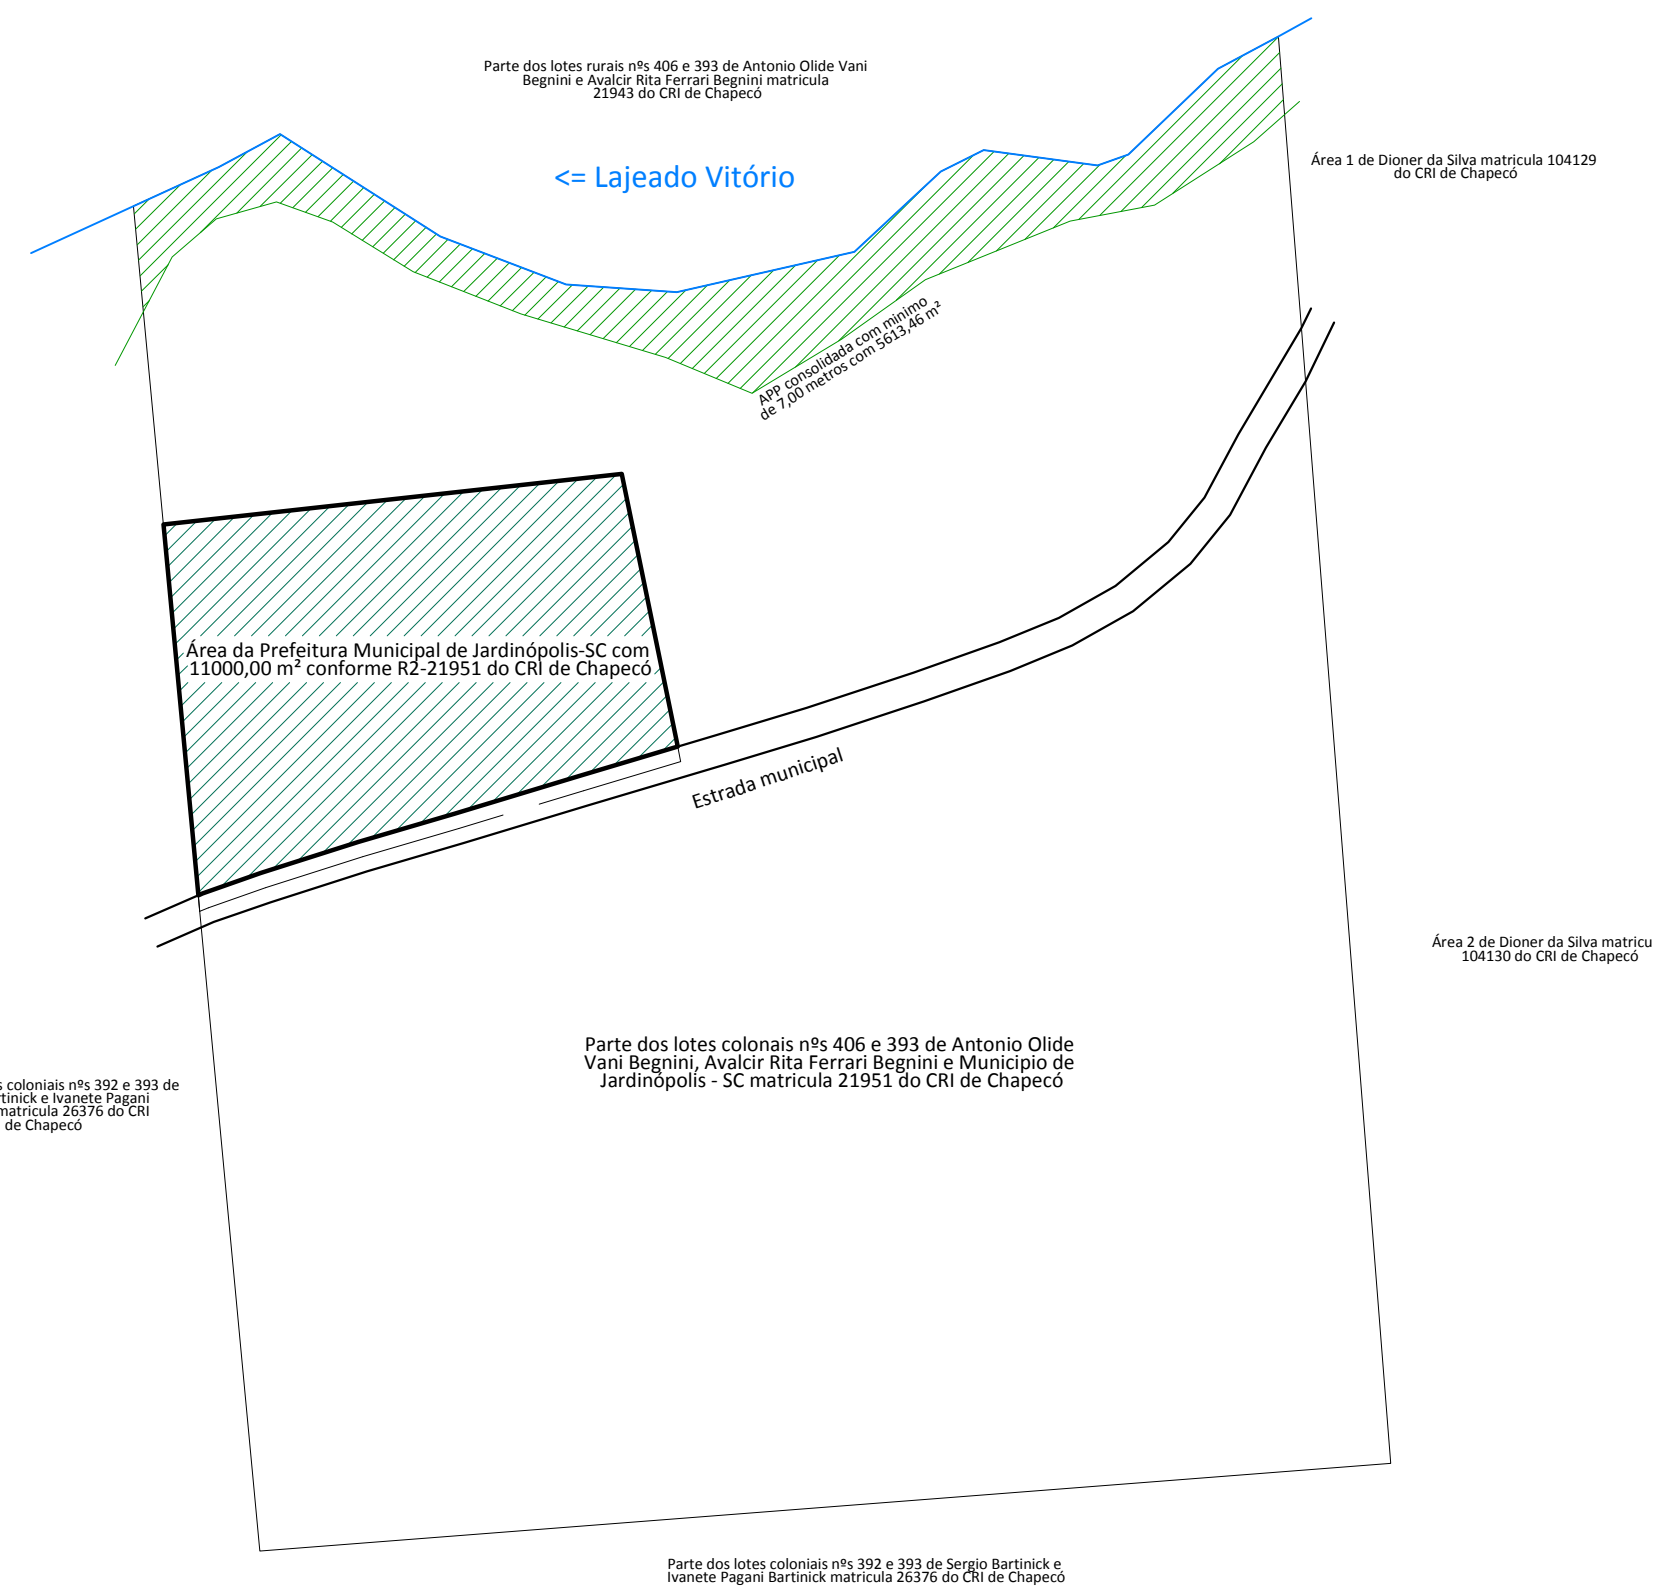 Parte dos lotes rurais nºs 406 e 393 de Antonio Olide Vani
Begnini e Avalcir Rita Ferrari Begnini matricula
21943 do CRI de Chapecó
<= Lajeado Vitório
Área 1 de Dioner da Silva matricula 104129
do CRI de Chapecó
APP consolidada com minimo
de 7,00 metros com 5613,46 m²
Área da Prefeitura Municipal de Jardinópolis-SC com
11000,00 m² conforme R2-21951 do CRI de Chapecó
Estrada municipal
Área 2 de Dioner da Silva matricu
104130 do CRI de Chapecó
Parte dos lotes colonais nºs 406 e 393 de Antonio Olide
Vani Begnini, Avalcir Rita Ferrari Begnini e Municipio de
Jardinópolis - SC matricula 21951 do CRI de Chapecó
s coloniais nºs 392 e 393 de
tinick e Ivanete Pagani
matricula 26376 do CRI
de Chapecó
Parte dos lotes coloniais nºs 392 e 393 de Sergio Bartinick e
Ivanete Pagani Bartinick matricula 26376 do CRI de Chapecó